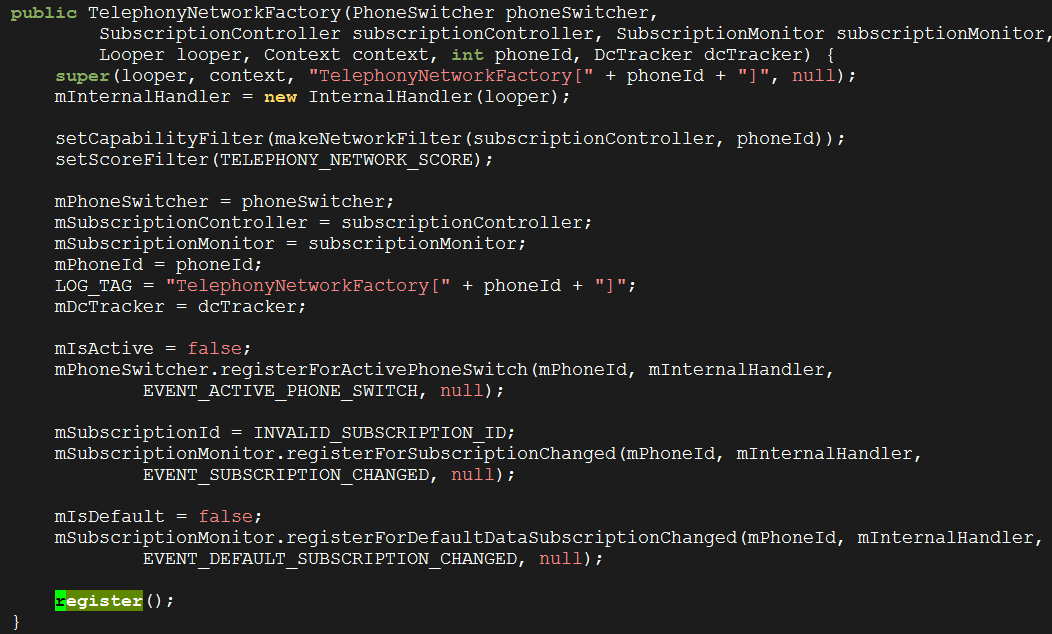 public TelephonyNetworkFactory(PhoneSwitcher phoneSwitcher,
        SubscriptionController subscriptionController, SubscriptionMonitor subscriptionMonitor,
        Looper looper, Context context, int phoneId, DcTracker dcTracker) {
    super(looper, context, "TelephonyNetworkFactory[" + phoneId + "]", null);
    mInternalHandler = new InternalHandler(looper);

    setCapabilityFilter(makeNetworkFilter(subscriptionController, phoneId));
    setScoreFilter(TELEPHONY_NETWORK_SCORE);

    mPhoneSwitcher = phoneSwitcher;
    mSubscriptionController = subscriptionController;
    mSubscriptionMonitor = subscriptionMonitor;
    mPhoneId = phoneId;
    LOG_TAG = "TelephonyNetworkFactory[" + phoneId + "]";
    mDcTracker = dcTracker;

    mIsActive = false;
    mPhoneSwitcher.registerForActivePhoneSwitch(mPhoneId, mInternalHandler,
            EVENT_ACTIVE_PHONE_SWITCH, null);

    mSubscriptionId = INVALID_SUBSCRIPTION_ID;
    mSubscriptionMonitor.registerForSubscriptionChanged(mPhoneId, mInternalHandler,
            EVENT_SUBSCRIPTION_CHANGED, null);

    mIsDefault = false;
    mSubscriptionMonitor.registerForDefaultDataSubscriptionChanged(mPhoneId, mInternalHandler,
            EVENT_DEFAULT_SUBSCRIPTION_CHANGED, null);

    register();
}